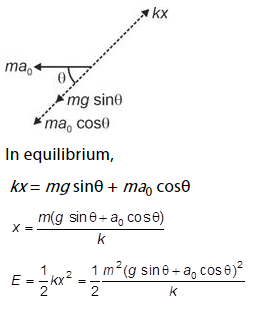 kx
ma₀
θ
mg sinθ
ma₀ cosθ
In equilibrium,
kx = mg sinθ + ma₀ cosθ
x = m(g sinθ + a₀ cosθ) / k
E = 1/2 kx² = 1/2 m²(g sinθ + a₀ cosθ)² / k